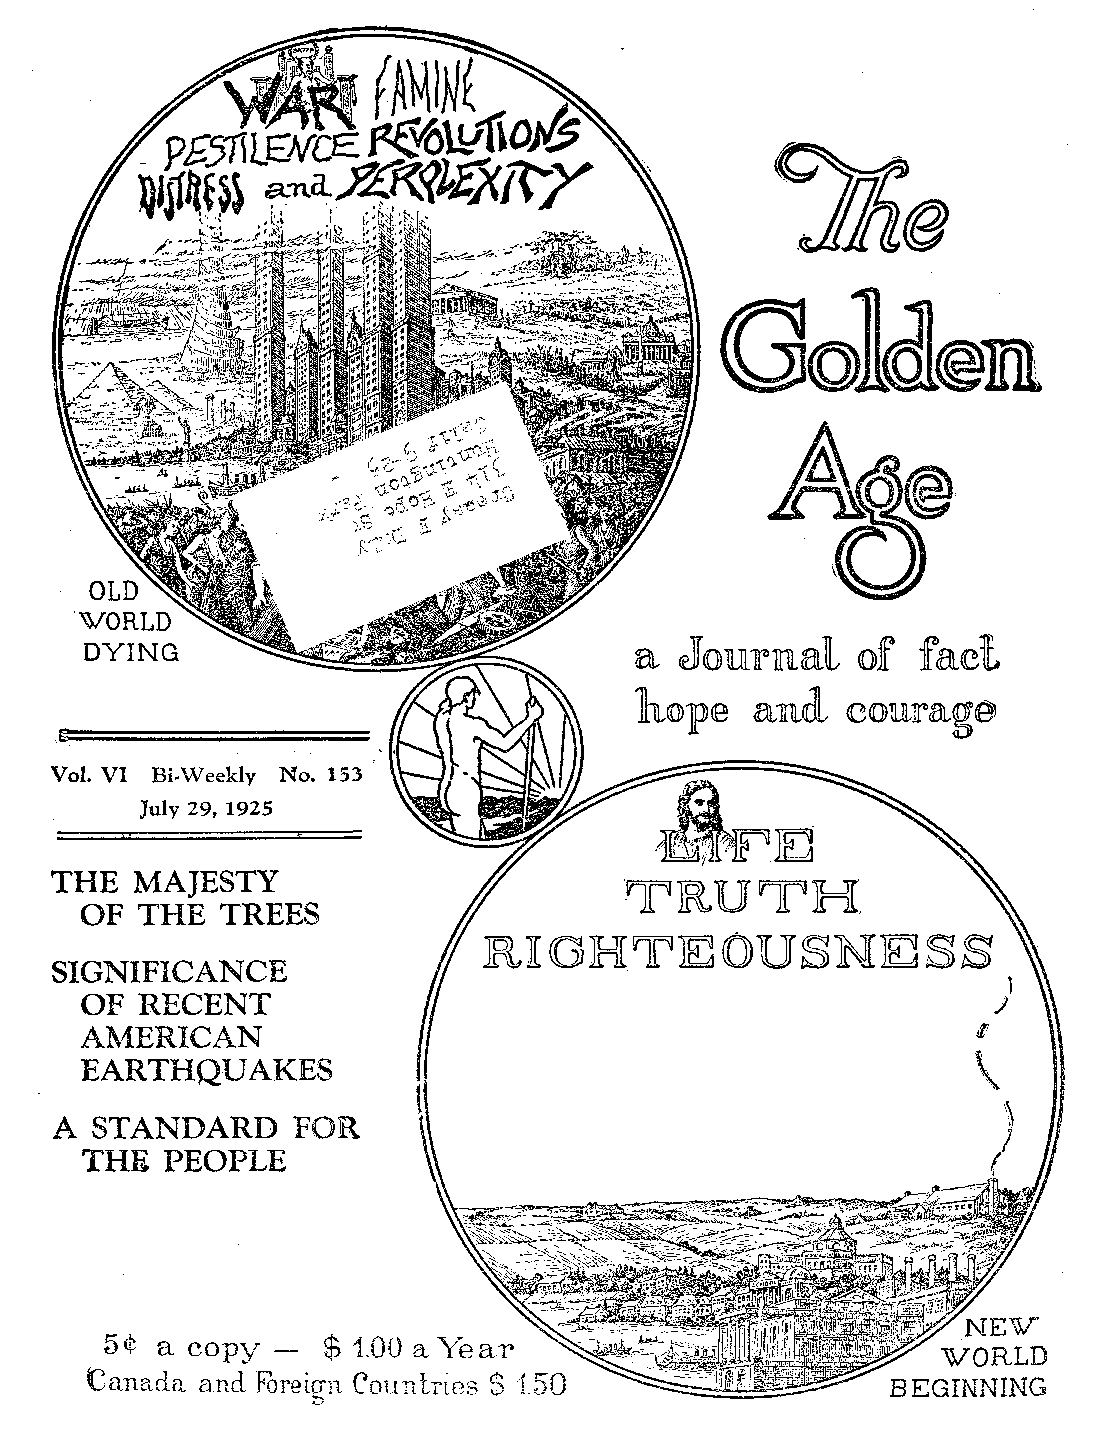 WAR FAMINE
PESTILENCE REVOLUTIONS
DISTRESS and PERPLEXITY
The
Golden
Age
OLD
WORLD
DYING
a Journal of fact
hope and courage
Vol. VI Bi-Weekly No. 153
July 29, 1925
THE MAJESTY
OF THE TREES
SIGNIFICANCE
OF RECENT
AMERICAN
EARTHQUAKES
A STANDARD FOR
THE PEOPLE
LIFE
TRUTH
RIGHTEOUSNESS
5¢ a copy — $ 1.00 a Year
Canada and Foreign Countries $ 1.50
NEW
WORLD
BEGINNING